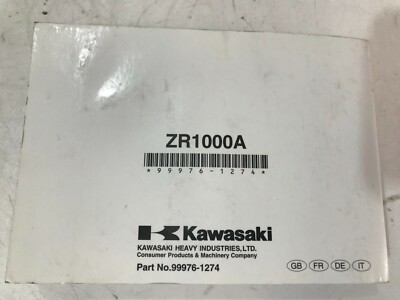 ZR1000A
*99976-1274*
Kawasaki
KAWASAKI HEAVY INDUSTRIES,LTD.
Consumer Products & Machinery Company
Part No.99976-1274
GB FR DE IT